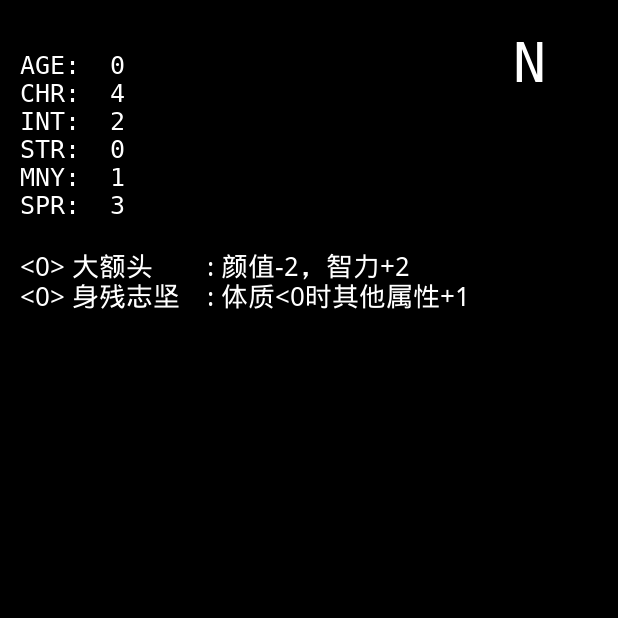 N
AGE: 0
CHR: 4
INT: 2
STR: 0
MNY: 1
SPR: 3
<0> 大额头 : 颜值-2，智力+2
<0> 身残志坚 : 体质<0时其他属性+1